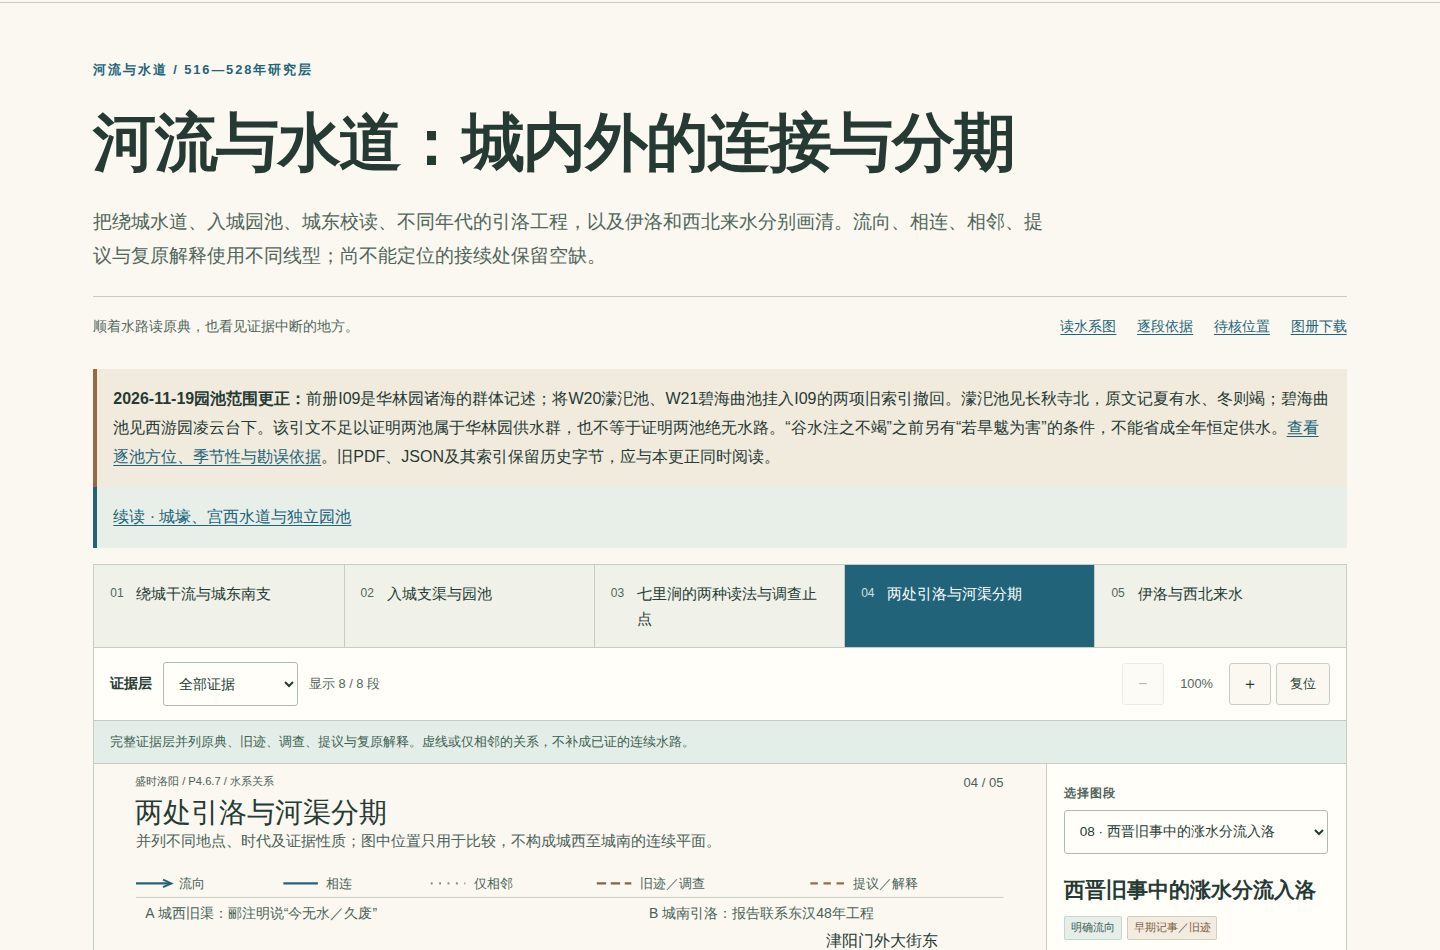 河流与水道 / 516—528年研究层
河流与水道：城内外的连接与分期
把绕城水道、入城园池、城东校读、不同年代的引洛工程，以及伊洛和西北来水分别画清。流向、相连、相邻、提
议与复原解释使用不同线型；尚不能定位的接续处保留空缺。
顺着水路读原典，也看见证据中断的地方。
读水系图 逐段依据 待核位置 图册下载
2026-11-19园池范围更正：前册I09是华林园诸海的群体记述；将W20濛汜池、W21碧海曲池挂入I09的两项旧索引撤回。濛汜池见长秋寺北，原文记夏有水、冬则竭；碧海曲
池见西游园凌云台下。该引文不足以证明两池属于华林园供水群，也不等于证明两池绝无水路。“谷水注之不竭”之前另有“若旱魃为害”的条件，不能省成全年恒定供水。查看
逐池方位、季节性与勘误依据。旧PDF、JSON及其索引保留历史字节，应与本更正同时阅读。
续读 · 城壕、宫西水道与独立园池
01 绕城干流与城东南支
02 入城支渠与园池
03 七里涧的两种读法与调查止
点
04 两处引洛与河渠分期
05 伊洛与西北来水
证据层 全部证据 显示 8 / 8 段
− 100% + 复位
完整证据层并列原典、旧迹、调查、提议与复原解释。虚线或仅相邻的关系，不补成已证的连续水路。
盛时洛阳 / P4.6.7 / 水系关系
04 / 05
两处引洛与河渠分期
并列不同地点、时代及证据性质；图中位置只用于比较，不构成城西至城南的连续平面。
流向 相连 仅相邻 旧迹／调查 提议／解释
A 城西旧渠：郦注明说“今无水／久废”
B 城南引洛：报告联系东汉48年工程
津阳门外大街东
选择图段
08 · 西晋旧事中的涨水分流入洛
西晋旧事中的涨水分流入洛
明确流向 早期记事／旧迹